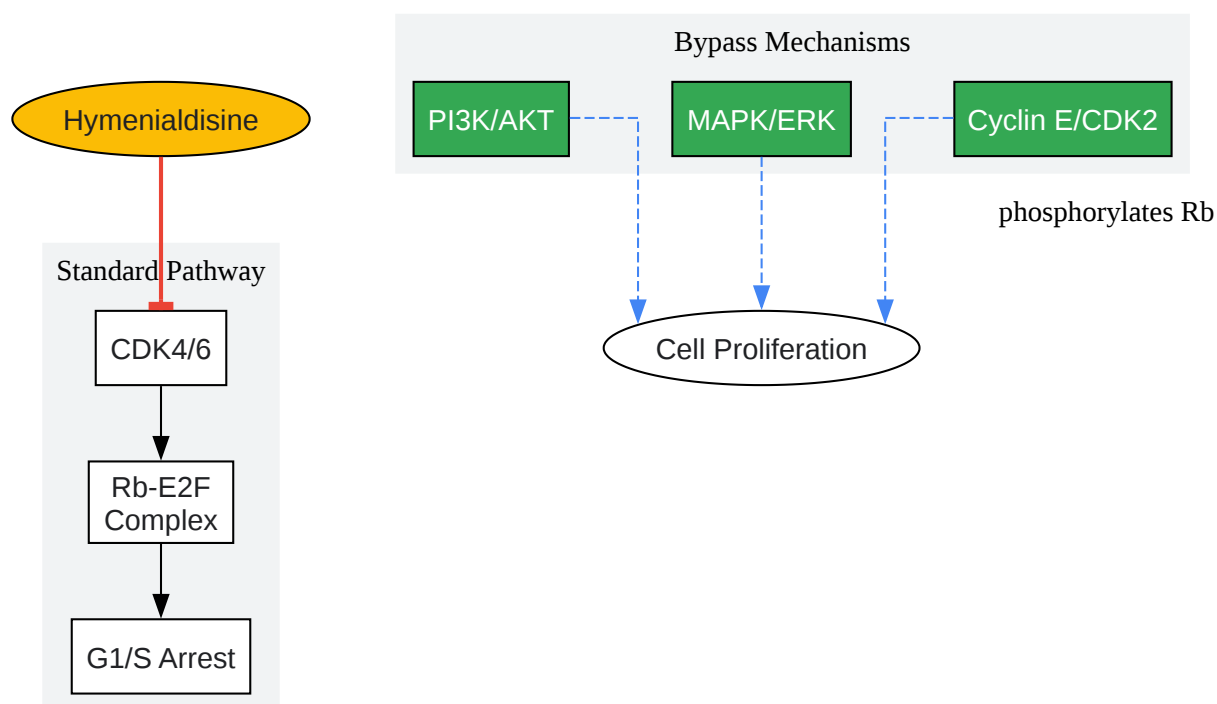 Bypass Mechanisms
Hymenialdisine
PI3K/AKT
MAPK/ERK
Cyclin E/CDK2
phosphorylates Rb
Standard Pathway
CDK4/6
Cell Proliferation
Rb-E2F
Complex
G1/S Arrest